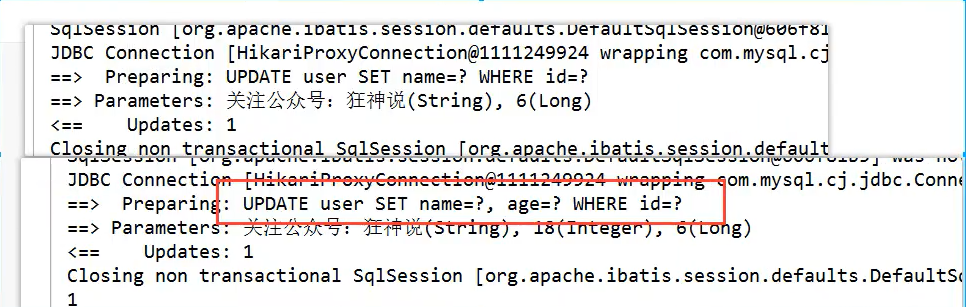 SqlSession [org.apache.ibatis.session.defaults.DefaultSqlSession@606f81
JDBC Connection [HikariProxyConnection@1111249924 wrapping com.mysql.cj
==>  Preparing: UPDATE user SET name=? WHERE id=?
==> Parameters: 关注公众号：狂神说(String), 6(Long)
<==    Updates: 1
Closing non transactional SqlSession [org.apache.ibatis.session.default
SqlSession [org.apache.ibatis.session.defaults.DefaultSqlSession@606f81b9] was no
JDBC Connection [HikariProxyConnection@1111249924 wrapping com.mysql.cj.jdbc.Conne
==>  Preparing: UPDATE user SET name=?, age=? WHERE id=?
==> Parameters: 关注公众号：狂神说(String), 18(Integer), 6(Long)
<==    Updates: 1
Closing non transactional SqlSession [org.apache.ibatis.session.defaults.DefaultSq
1